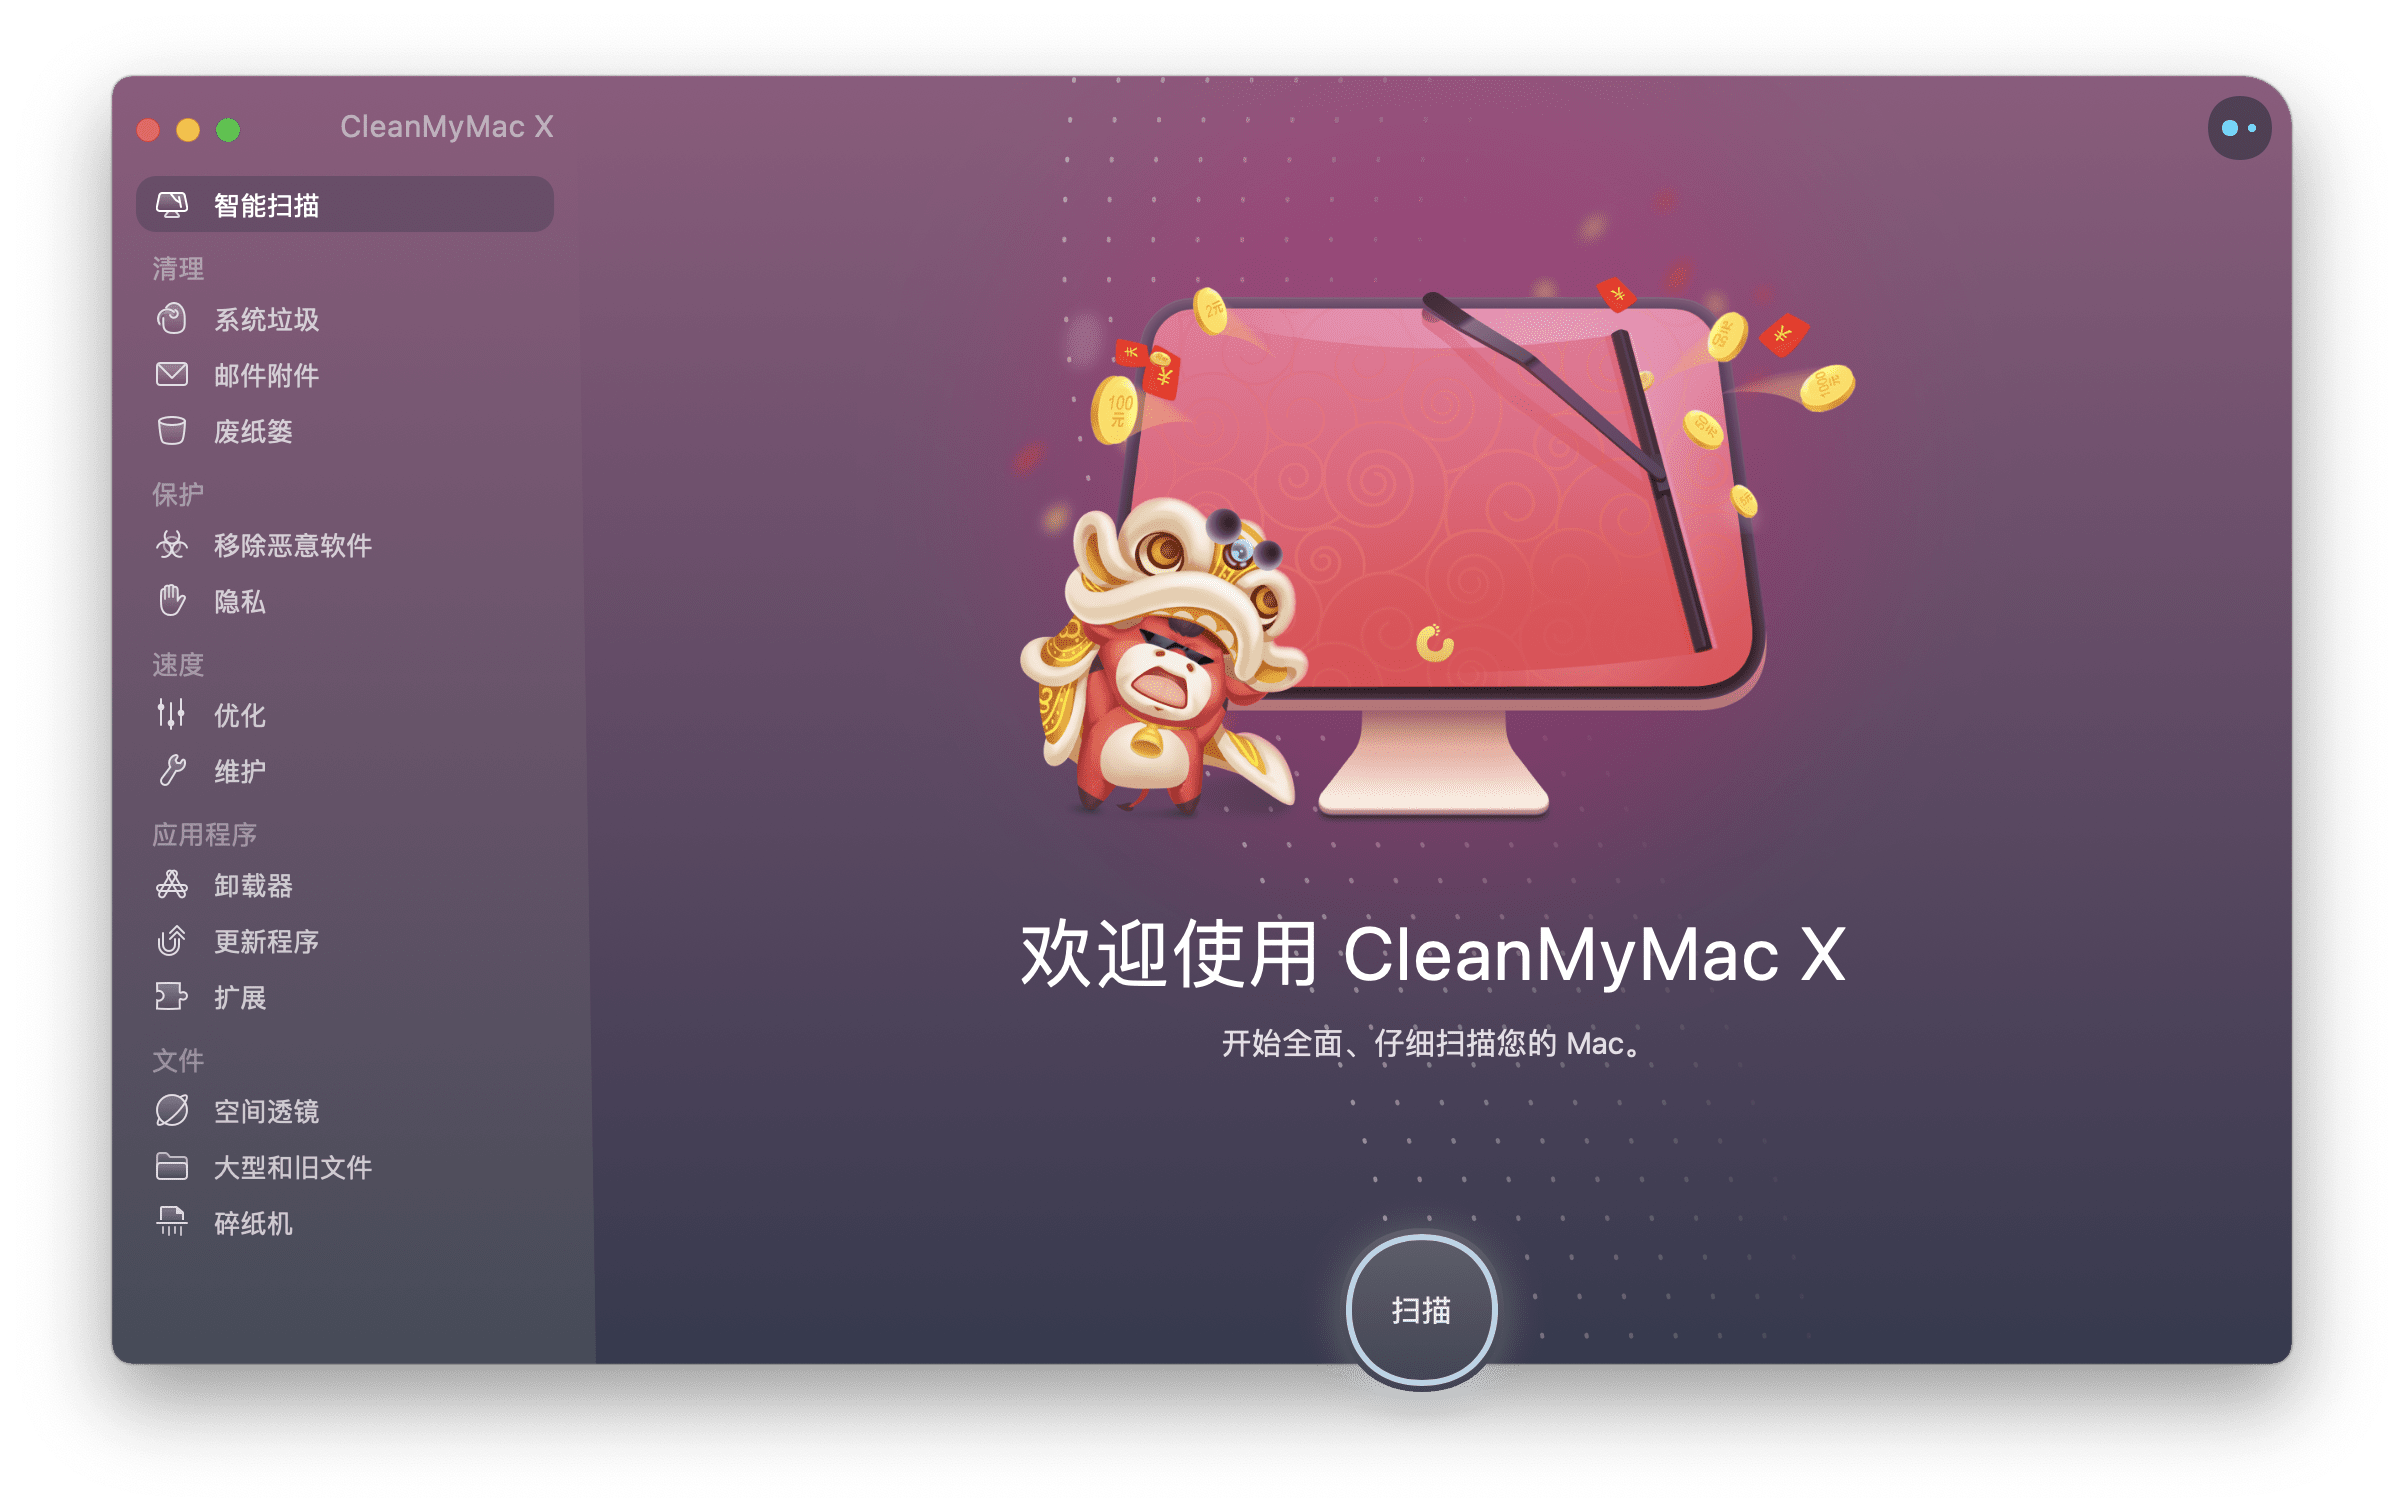 CleanMyMac X
智能扫描
清理
系统垃圾
邮件附件
废纸篓
保护
移除恶意软件
隐私
速度
优化
维护
应用程序
卸载器
更新程序
扩展
文件
空间透镜
大型和旧文件
碎纸机
2元
100
元
欢迎使用 CleanMyMac X
开始全面、仔细扫描您的 Mac。
扫描